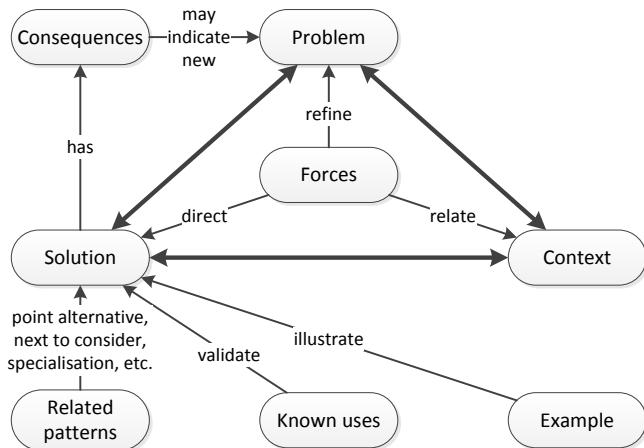 Consequences
may
indicate
new
Problem
has
refine
Forces
direct
relate
Solution
Context
point alternative,
next to consider,
specialisation, etc.
validate
illustrate
Related
patterns
Known uses
Example